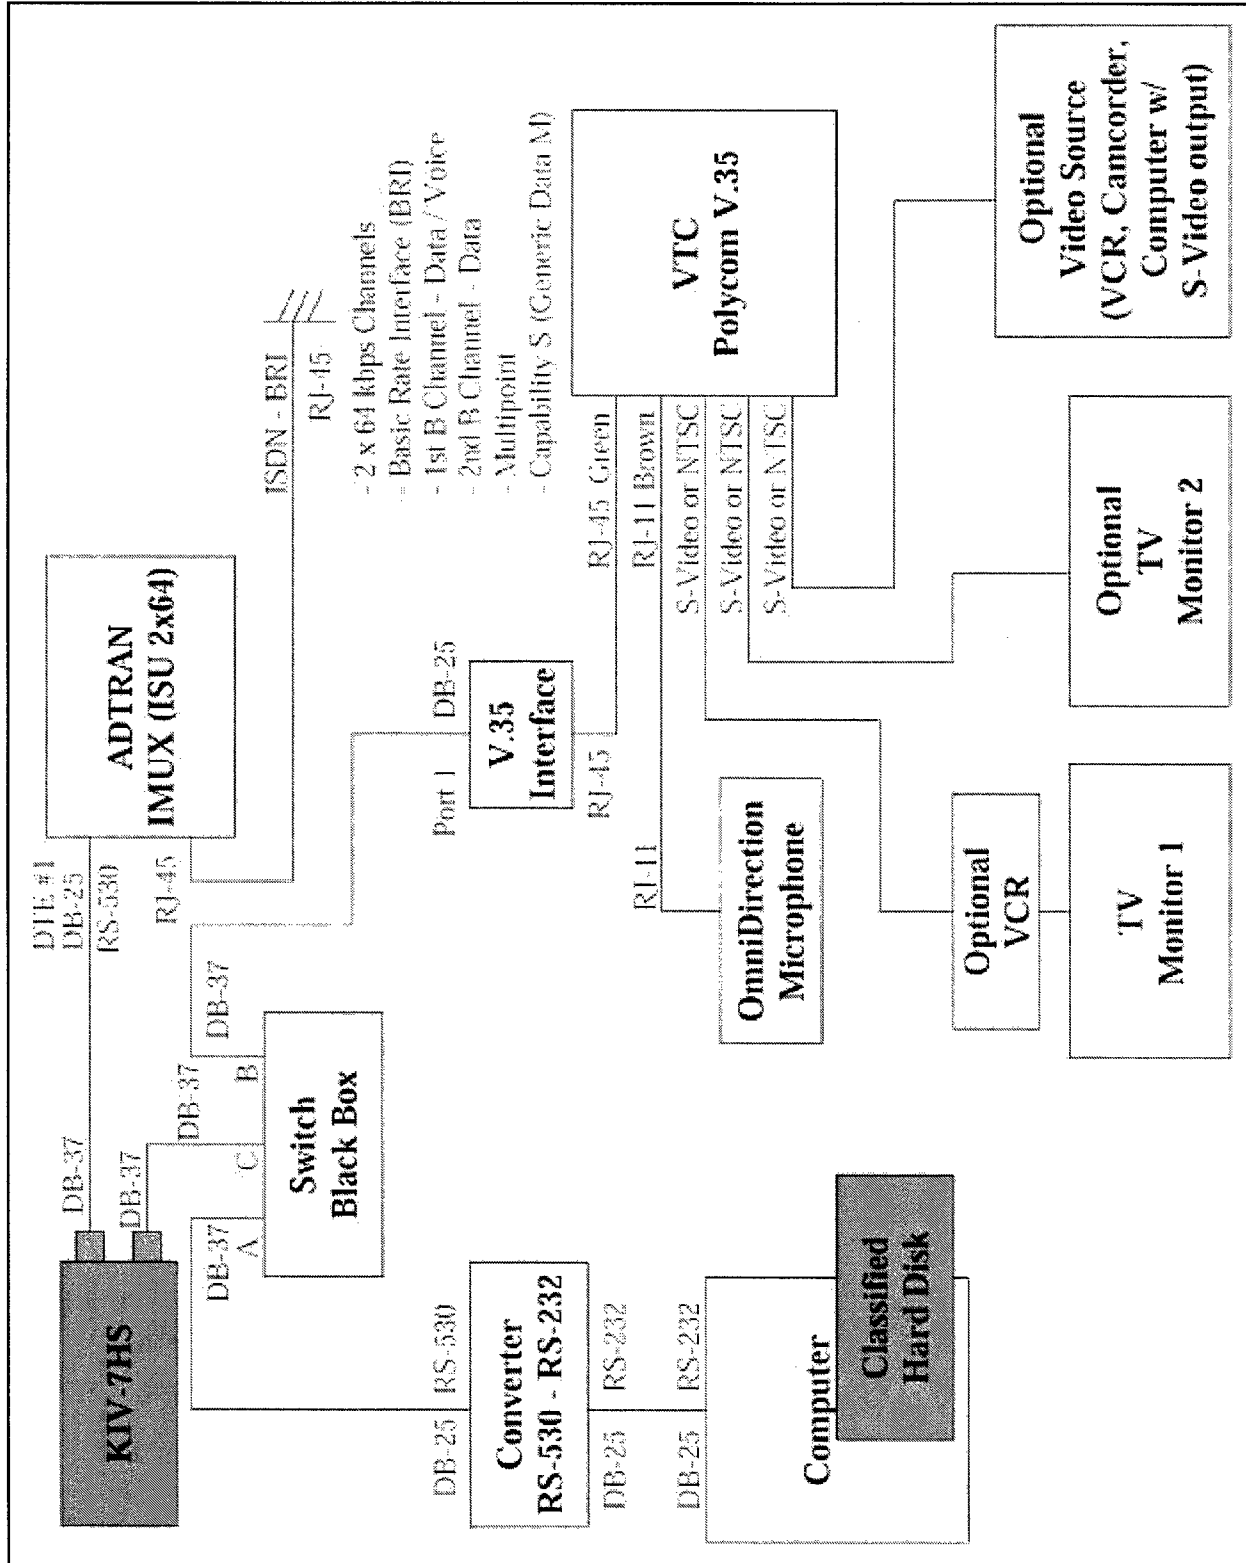 KIV-7HS
DB-37
DB-37
DTE #1
DB-25
RS-530
ADTRAN
IMUX (ISU 2x64)
RJ-45
ISDN - BRI
RJ-45
- 2 x 64 kbps Channels
- Basic Rate Interface (BRI)
- 1st B Channel - Data / Voice
- 2nd B Channel - Data
- Multipoint
- Capability S (Generic Data M)
DB-37
A
DB-37
C
DB-37
B
Switch
Black Box
DB-25
RS-530
Converter
RS-530 - RS-232
DB-25
RS-232
DB-25
RS-232
Computer
Classified
Hard Disk
Port 1
DB-25
V.35
Interface
RJ-45
RJ-45 Green
RJ-11 Brown
S-Video or NTSC
S-Video or NTSC
S-Video or NTSC
VTC
Polycom V.35
RJ-11
OmniDirection
Microphone
Optional
VCR
TV
Monitor 1
Optional
TV
Monitor 2
Optional
Video Source
(VCR, Camcorder,
Computer w/
S-Video output)